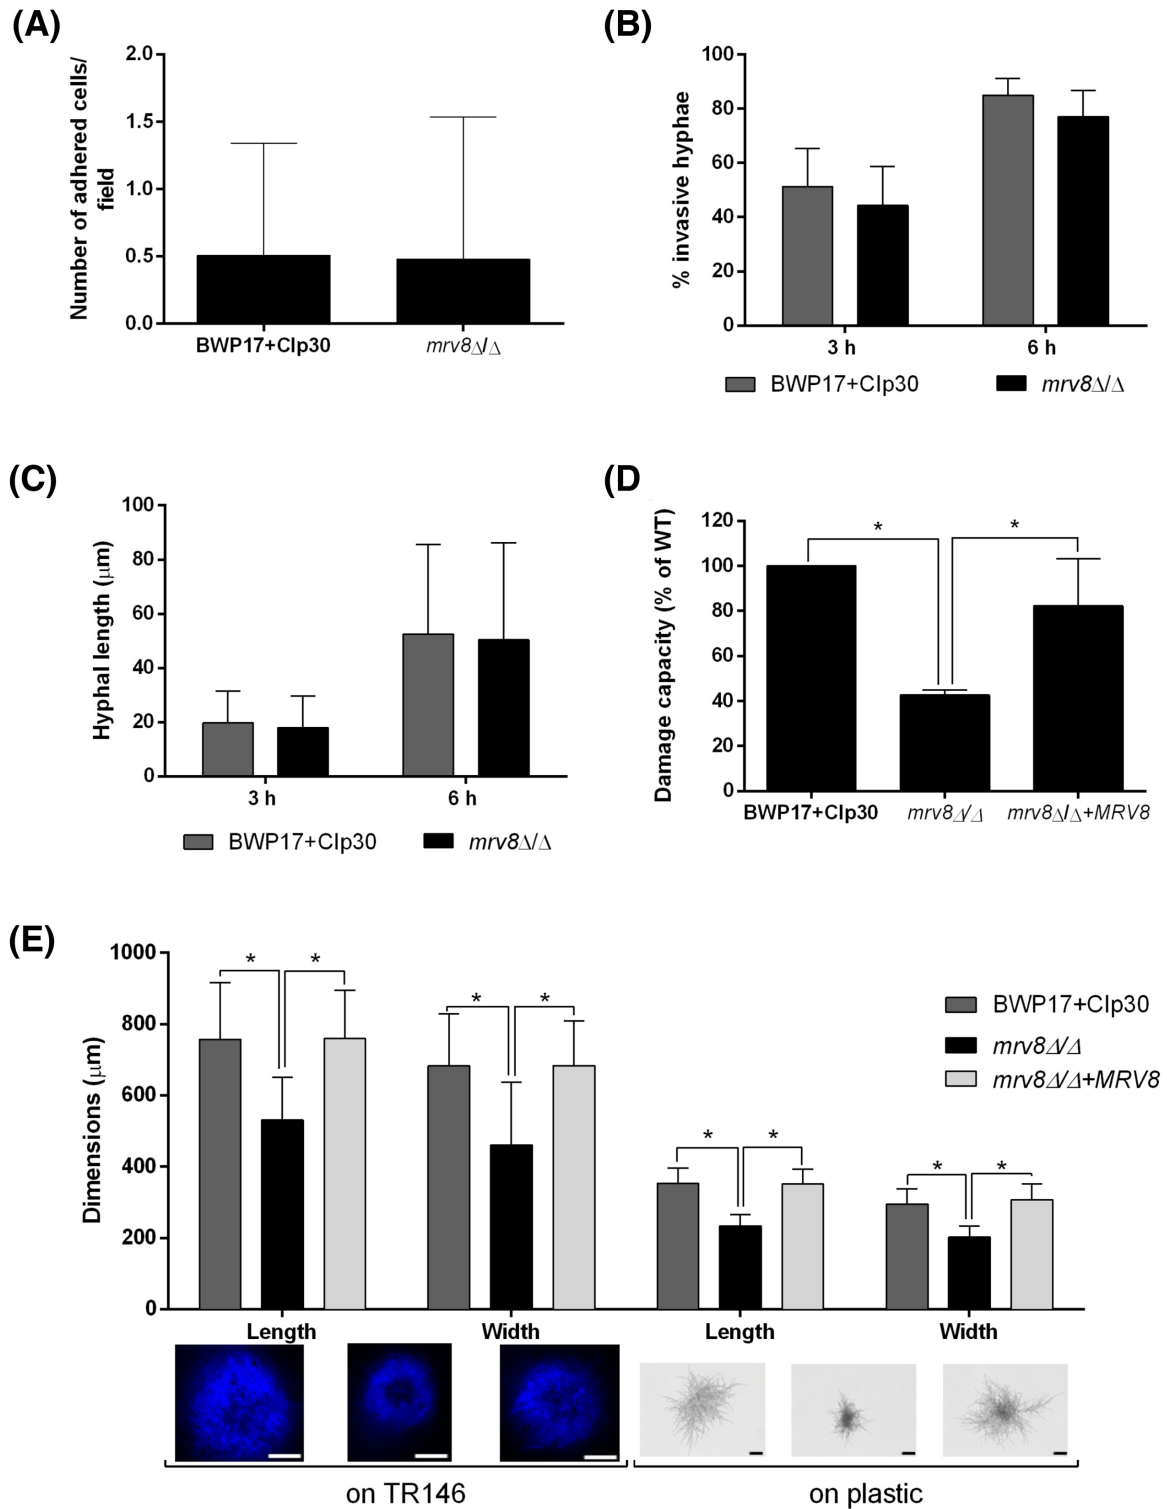 (A)
Number of adhered cells/
field
2.0
1.5
1.0
0.5
0.0
BWP17+CIp30
mrv8Δ/Δ
(B)
% invasive hyphae
100
80
60
40
20
0
3 h
6 h
BWP17+CIp30
mrv8Δ/Δ
(C)
Hyphal length (μm)
100
80
60
40
20
0
3 h
6 h
BWP17+CIp30
mrv8Δ/Δ
(D)
Damage capacity (% of WT)
120
100
80
60
40
20
0
*
*
BWP17+CIp30
mrv8Δ/Δ
mrv8Δ/Δ+MRV8
(E)
Dimensions (μm)
1000
800
600
400
200
0
*
*
*
*
*
*
*
*
BWP17+CIp30
mrv8Δ/Δ
mrv8Δ/Δ+MRV8
Length
Width
Length
Width
on TR146
on plastic